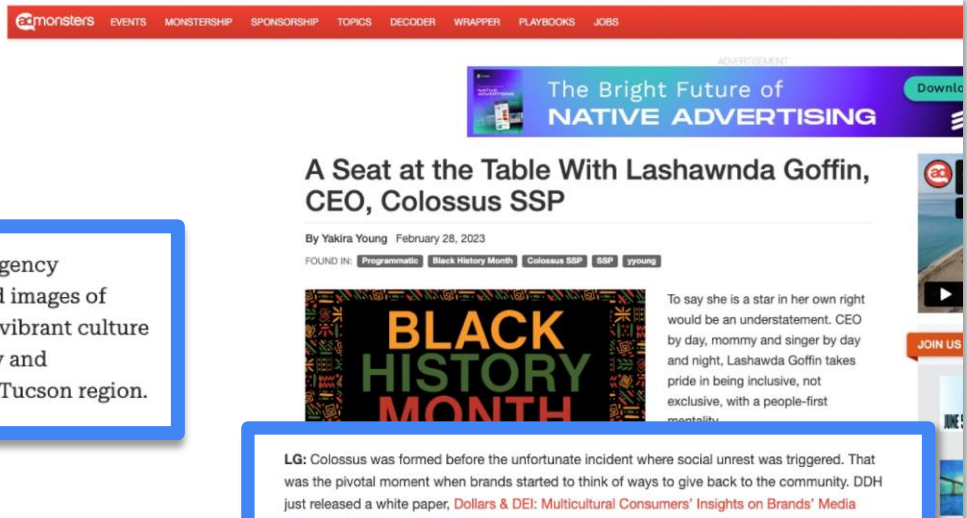 admonsters EVENTS MONSTERSHIP SPONSORSHIP TOPICS DECODER WRAPPER PLAYBOOKS JOBS
ADVERTISEMENT
The Bright Future of
NATIVE ADVERTISING
A Seat at the Table With Lashawnda Goffin,
CEO, Colossus SSP
By Yakira Young February 28, 2023
FOUND IN: Programmatic Black History Month Colossus SSP SSP yyoung
images of
vibrant culture
and
Tucson region.
BLACK
HISTORY
MONTH
To say she is a star in her own right
would be an understatement. CEO
by day, mommy and singer by day
and night, Lashawda Goffin takes
pride in being inclusive, not
exclusive, with a people-first
JOIN US
LG: Colossus was formed before the unfortunate incident where social unrest was triggered. That
was the pivotal moment when brands started to think of ways to give back to the community. DDH
just released a white paper, Dollars & DEI: Multicultural Consumers' Insights on Brands' Media